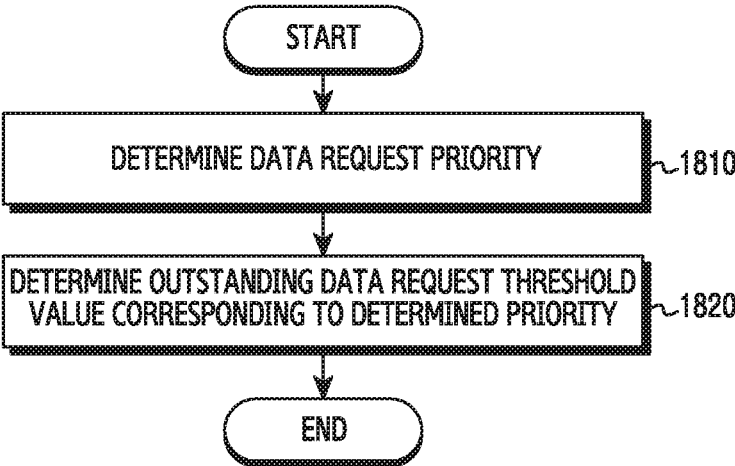 START
DETERMINE DATA REQUEST PRIORITY
1810
DETERMINE OUTSTANDING DATA REQUEST THRESHOLD
VALUE CORRESPONDING TO DETERMINED PRIORITY
1820
END